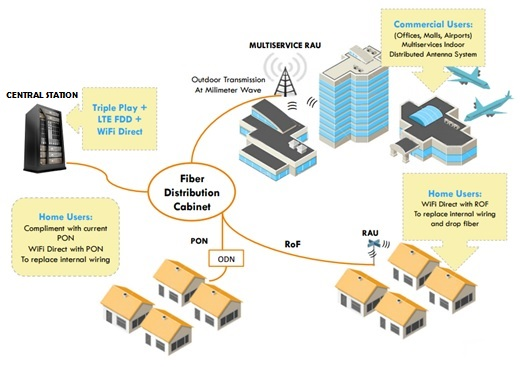 Commercial Users:
(Offices, Malls, Airports)
Multiservices Indoor
Distributed Antenna System
MULTISERVICE RAU
Outdoor Transmission
At Milimeter Wave
CENTRAL STATION
Triple Play +
LTE FDD +
WiFi Direct
Fiber
Distribution
Cabinet
Home Users:
Compliment with current
PON
WiFi Direct with PON
To replace internal wiring
Home Users:
WiFi Direct with ROF
To replace internal wiring
and drop fiber
PON
ODN
RoF
RAU